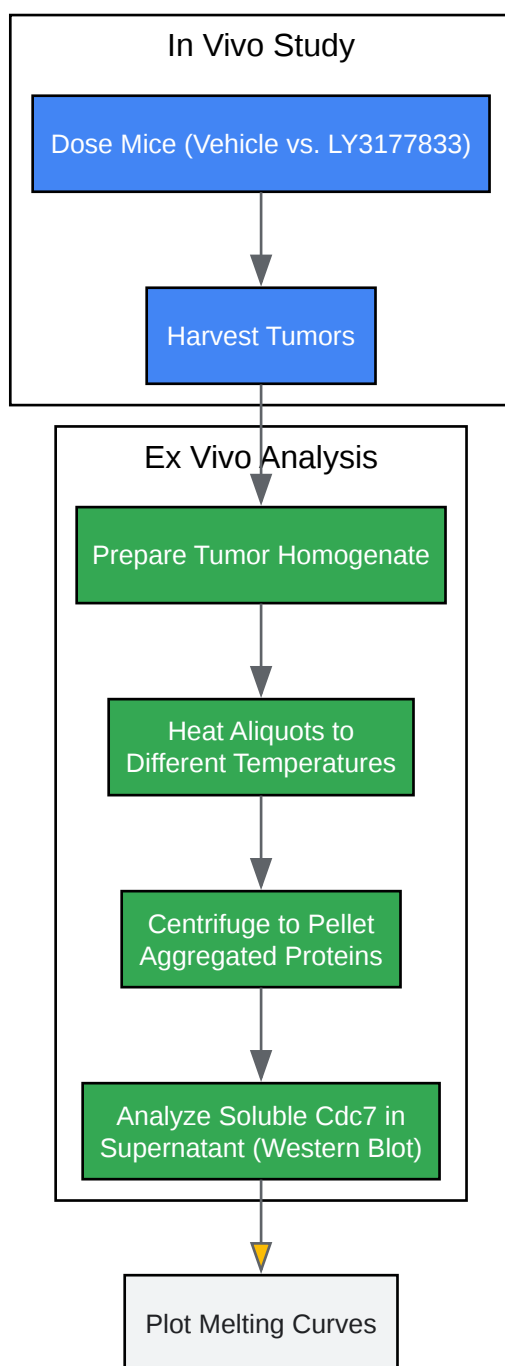 In Vivo Study
Dose Mice (Vehicle vs. LY3177833)
Harvest Tumors
Ex Vivo Analysis
Prepare Tumor Homogenate
Heat Aliquots to
Different Temperatures
Centrifuge to Pellet
Aggregated Proteins
Analyze Soluble Cdc7 in
Supernatant (Western Blot)
Plot Melting Curves